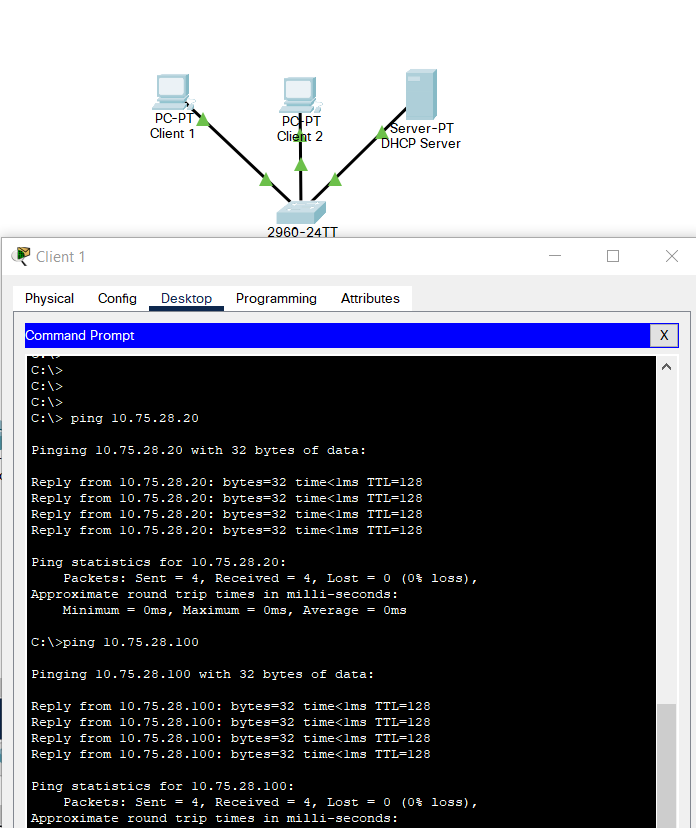 PC-PT
Client 1
PC-PT
Client 2
Server-PT
DHCP Server
2960-24TT
Client 1
Physical Config Desktop Programming Attributes
Command Prompt
X
C:\>
C:\>
C:\>
C:\>
C:\> ping 10.75.28.20
Pinging 10.75.28.20 with 32 bytes of data:
Reply from 10.75.28.20: bytes=32 time<1ms TTL=128
Reply from 10.75.28.20: bytes=32 time<1ms TTL=128
Reply from 10.75.28.20: bytes=32 time<1ms TTL=128
Reply from 10.75.28.20: bytes=32 time<1ms TTL=128
Ping statistics for 10.75.28.20:
Packets: Sent = 4, Received = 4, Lost = 0 (0% loss),
Approximate round trip times in milli-seconds:
Minimum = 0ms, Maximum = 0ms, Average = 0ms
C:\>ping 10.75.28.100
Pinging 10.75.28.100 with 32 bytes of data:
Reply from 10.75.28.100: bytes=32 time<1ms TTL=128
Reply from 10.75.28.100: bytes=32 time<1ms TTL=128
Reply from 10.75.28.100: bytes=32 time<1ms TTL=128
Reply from 10.75.28.100: bytes=32 time<1ms TTL=128
Ping statistics for 10.75.28.100:
Packets: Sent = 4, Received = 4, Lost = 0 (0% loss),
Approximate round trip times in milli-seconds: